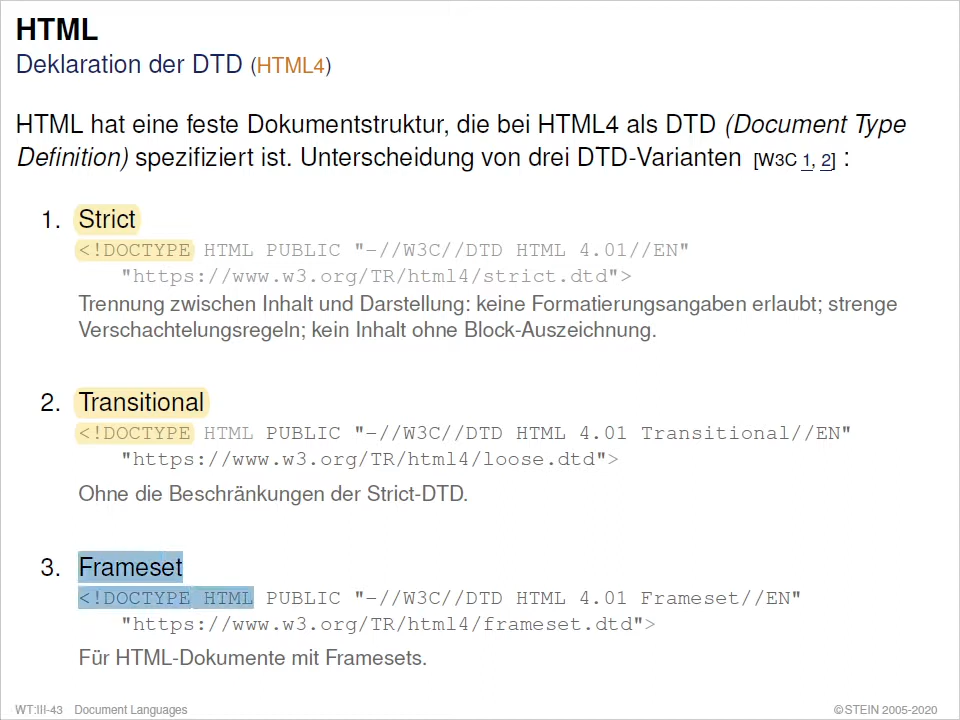 HTML
Deklaration der DTD (HTML4)
HTML hat eine feste Dokumentstruktur, die bei HTML4 als DTD (Document Type
Definition) spezifiziert ist. Unterscheidung von drei DTD-Varianten [W3C 1, 2] :
1. Strict
<!DOCTYPE HTML PUBLIC "-//W3C//DTD HTML 4.01//EN"
"https://www.w3.org/TR/html4/strict.dtd">
Trennung zwischen Inhalt und Darstellung: keine Formatierungsangaben erlaubt; strenge
Verschachtelungsregeln; kein Inhalt ohne Block-Auszeichnung.
2. Transitional
<!DOCTYPE HTML PUBLIC "-//W3C//DTD HTML 4.01 Transitional//EN"
"https://www.w3.org/TR/html4/loose.dtd">
Ohne die Beschränkungen der Strict-DTD.
3. Frameset
<!DOCTYPE HTML PUBLIC "-//W3C//DTD HTML 4.01 Frameset//EN"
"https://www.w3.org/TR/html4/frameset.dtd">
Für HTML-Dokumente mit Framesets.
WT:III-43 Document Languages ©STEIN 2005-2020